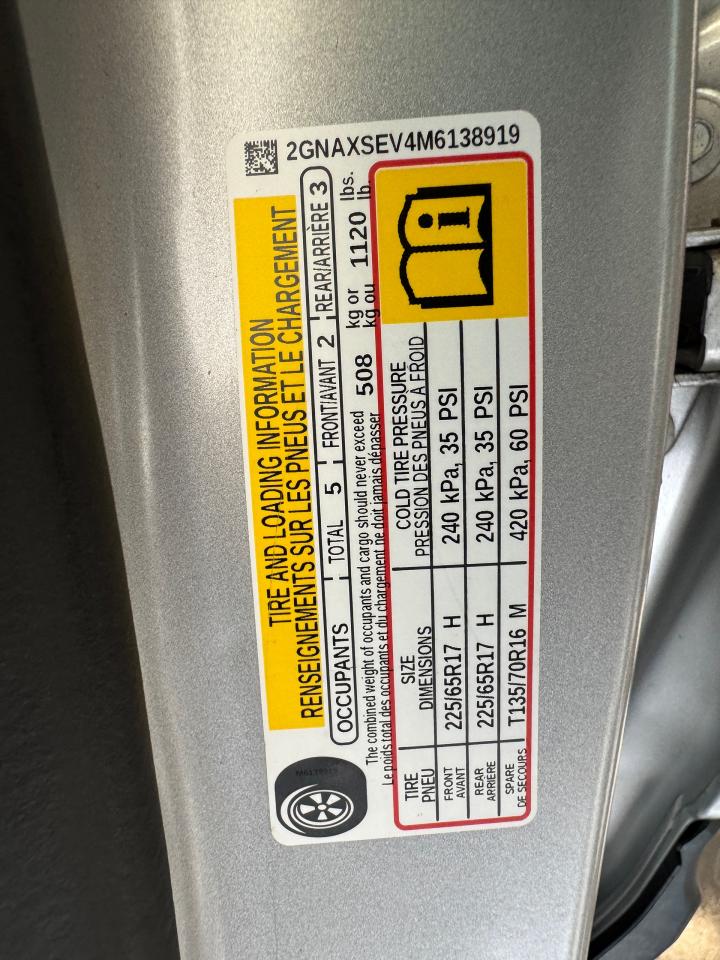 2GNAXSEV4M6138919
TIRE AND LOADING INFORMATION
RENSEIGNEMENTS SUR LES PNEUS ET LE CHARGEMENT
OCCUPANTS TOTAL 5 FRONT/AVANT 2 REAR/ARRIÈRE 3
The combined weight of occupants and cargo should never exceed 508 kg or 1120 lbs.
Le poids total des occupants et du chargement ne doit jamais dépasser kg ou lb.
TIRE SIZE COLD TIRE PRESSURE
PNEU DIMENSIONS PRESSION DES PNEUS À FROID
FRONT
AVANT 225/65R17 H 240 kPa, 35 PSI
REAR
ARRIERE 225/65R17 H 240 kPa, 35 PSI
SPARE
DE SECOURS T135/70R16 M 420 kPa, 60 PSI
M6138919